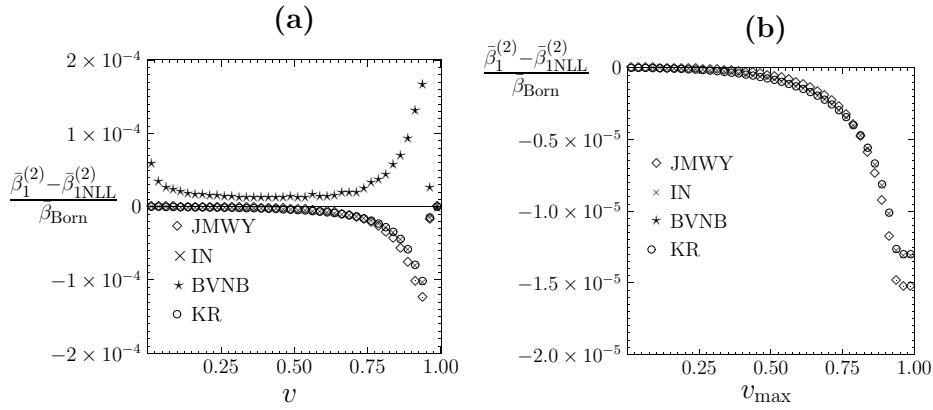 (a)
2 × 10⁻⁴
1 × 10⁻⁴
0
−1 × 10⁻⁴
−2 × 10⁻⁴
β̄₁⁽²⁾−β̄₁NLL⁽²⁾
β̄Born
◇ JMWY
× IN
★ BVNB
○ KR
0.25 0.50 0.75 1.00
v
(b)
β̄₁⁽²⁾−β̄₁NLL⁽²⁾
β̄Born
0
−0.5 × 10⁻⁵
−1.0 × 10⁻⁵
−1.5 × 10⁻⁵
−2.0 × 10⁻⁵
◇ JMWY
× IN
★ BVNB
○ KR
0.25 0.50 0.75 1.00
vmax